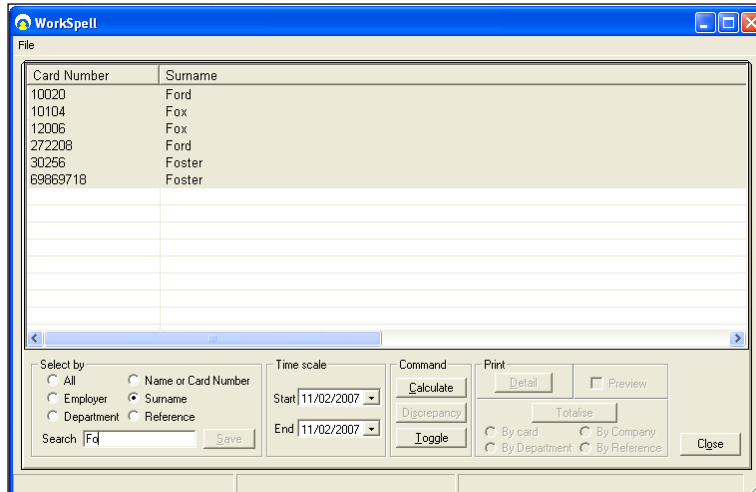 WorkSpell
File
Card Number Surname
10020 Ford
10104 Fox
12006 Fox
272208 Ford
30256 Foster
69869718 Foster
Select by Time scale Command Print
All Name or Card Number
Employer Surname
Department Reference
Search Fo Save
Start 11/02/2007
End 11/02/2007
Calculate
Discrepancy
Toggle
Detail Preview
Totalise
By card By Company
By Department By Reference
Close